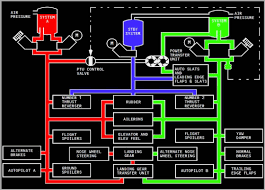 AIR
PRESSURE
SYSTEM
A
STBY
SYSTEM
SYSTEM
B
AIR
PRESSURE
M
M
M
PTU CONTROL
VALVE
POWER
TRANSFER
UNIT
AUTO SLATS
AND
LEADING EDGE
FLAPS & SLATS
NUMBER 1
THRUST
REVERSER
RUDDER
NUMBER 2
THRUST
REVERSER
AILERONS
FLIGHT
SPOILERS
ELEVATOR AND
ELEV FEEL
FLIGHT
SPOILERS
YAW
DAMPER
ALTERNATE
BRAKES
NOSE WHEEL
STEERING
LANDING
GEAR
ALTERNATE NOSE
WHEEL STEERING
NORMAL
BRAKES
AUTOPILOT A
GROUND
SPOILERS
LANDING GEAR
TRANSFER UNIT
AUTOPILOT B
TRAILING
EDGE FLAPS